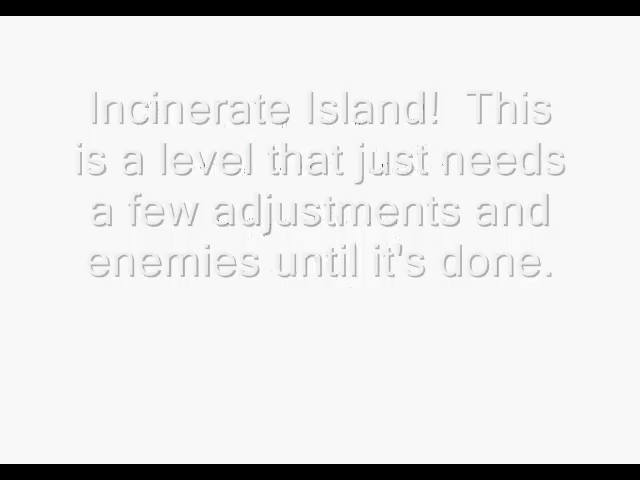 Incinerate Island!  This
is a level that just needs
a few adjustments and
enemies until it's done.